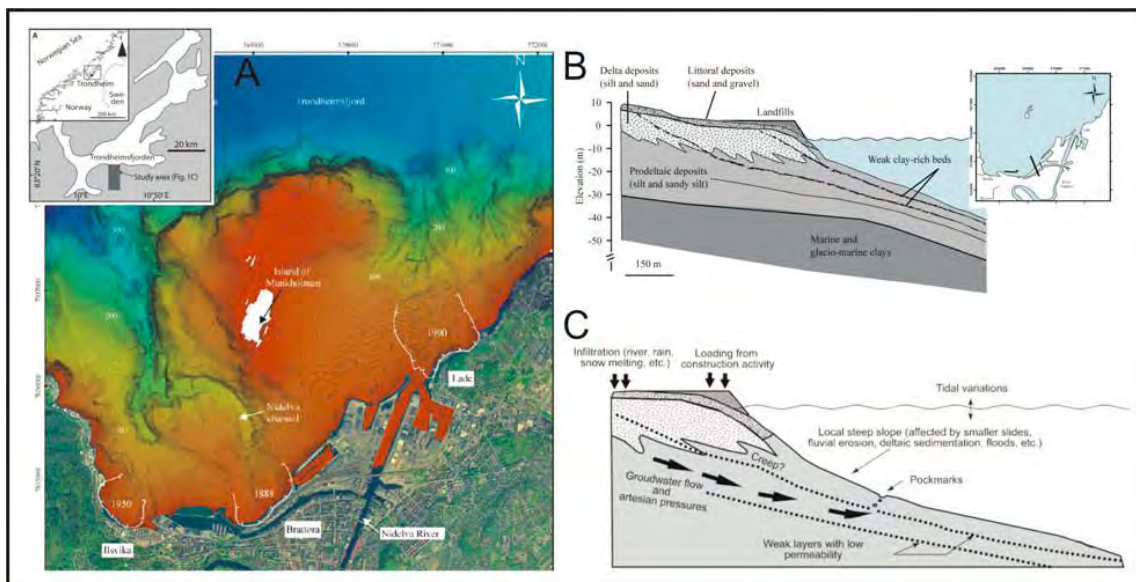 A
Norwegian Sea
Trondheim
Swe-
den
Norway
200 km
20 km
Trondheimsfjorden
Study area (Fig. 1C)
63°20' N
10°E
10°50' E
A
N
Trondheimsfjord
Island of
Munkholmen
1990
Lade
Nidelva
channel
1950
1888
Ilsvika
Brattora
Nidelva River
B
Delta deposits
(silt and sand)
Littoral deposits
(sand and gravel)
Landfills
Elevation (m)
10
0
-10
-20
-30
-40
-50
Prodeltaic deposits
(silt and sandy silt)
Weak clay-rich beds
Marine and
glacio-marine clays
150 m
C
Infiltration (river, rain,
snow melting, etc.)
Loading from
construction activity
Tidal variations
Local steep slope (affected by smaller slides,
fluvial erosion, deltaic sedimentation, floods, etc.)
Creep?
Pockmarks
Groudwater flow
and
artesian pressures
Weak layers with low
permeability